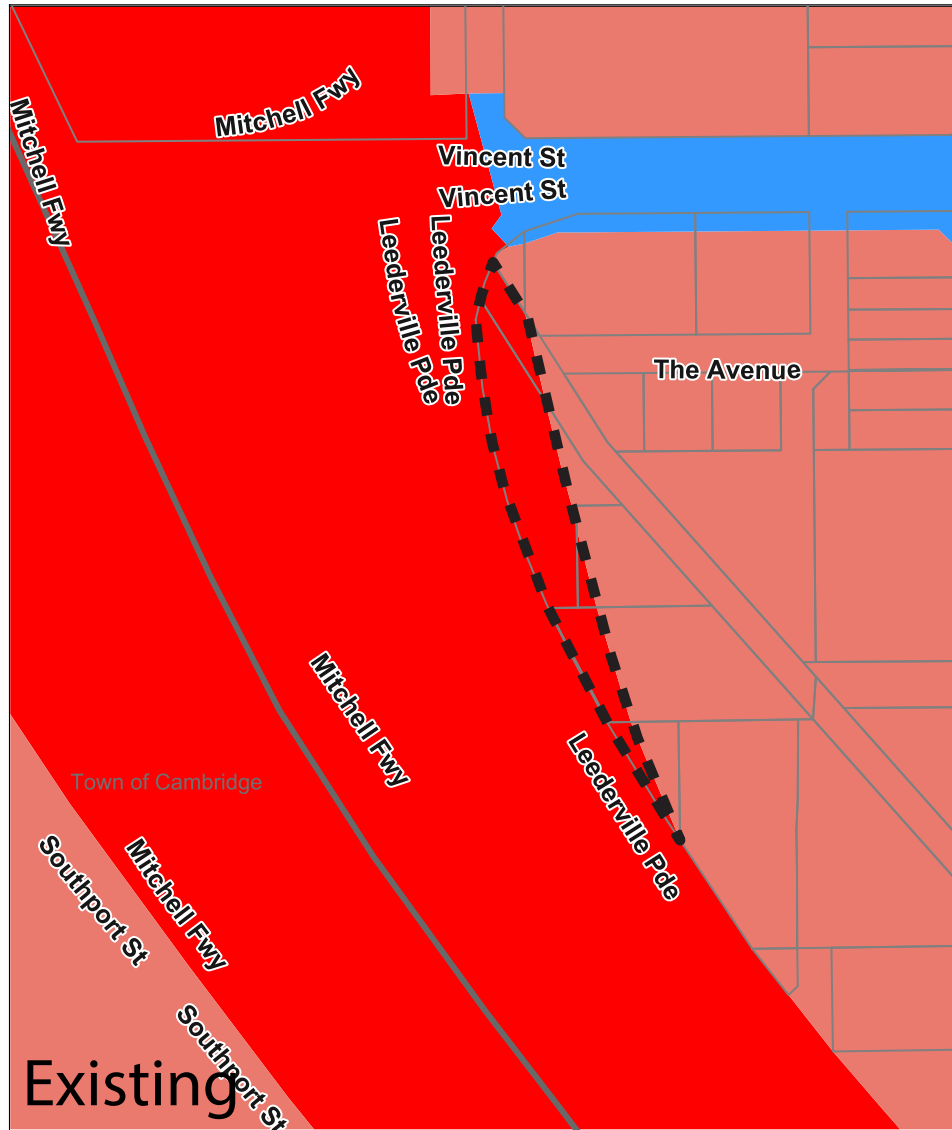 Mitchell Fwy
Mitchell Fwy
Vincent St
Vincent St
Leederville Pde
Leederville Pde
The Avenue
Mitchell Fwy
Leederville Pde
Town of Cambridge
Mitchell Fwy
Southport St
Southport St
Existing